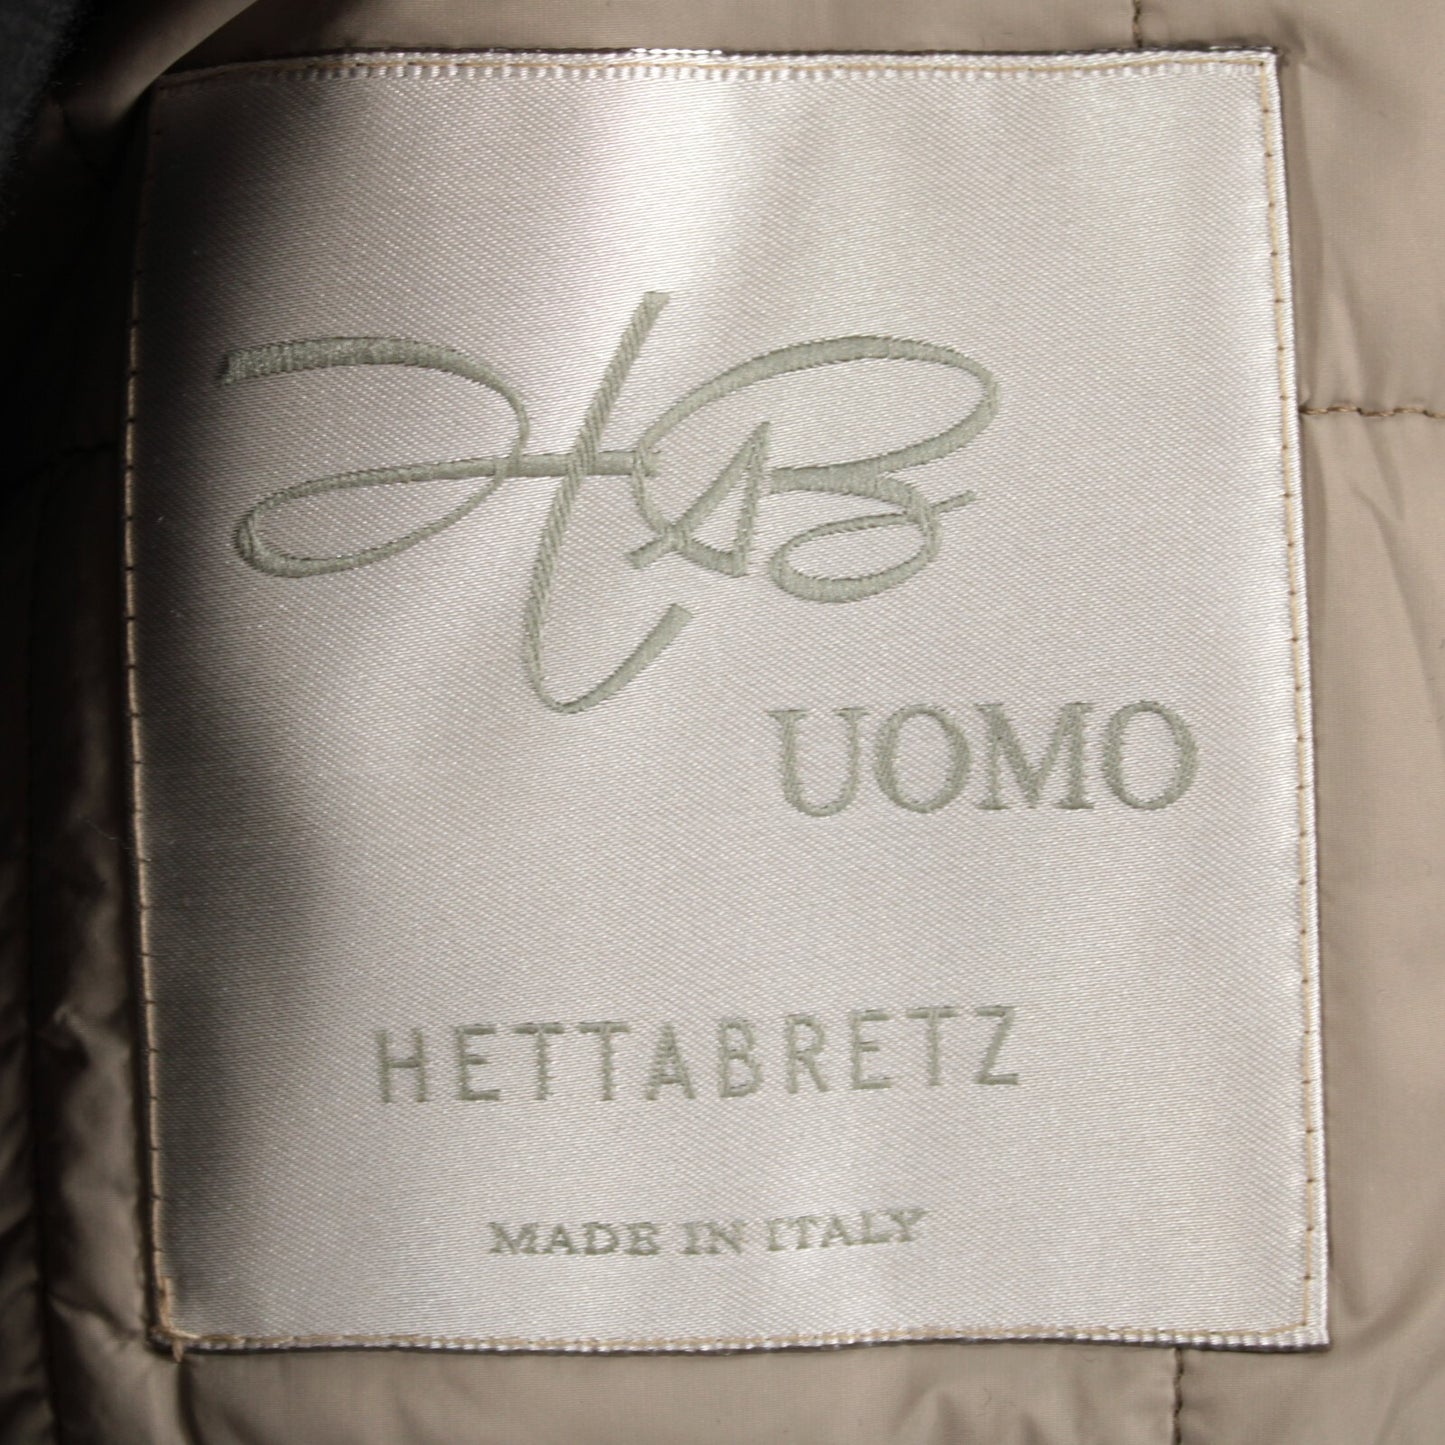 HB
UOMO
HETTABRETZ
MADE IN ITALY